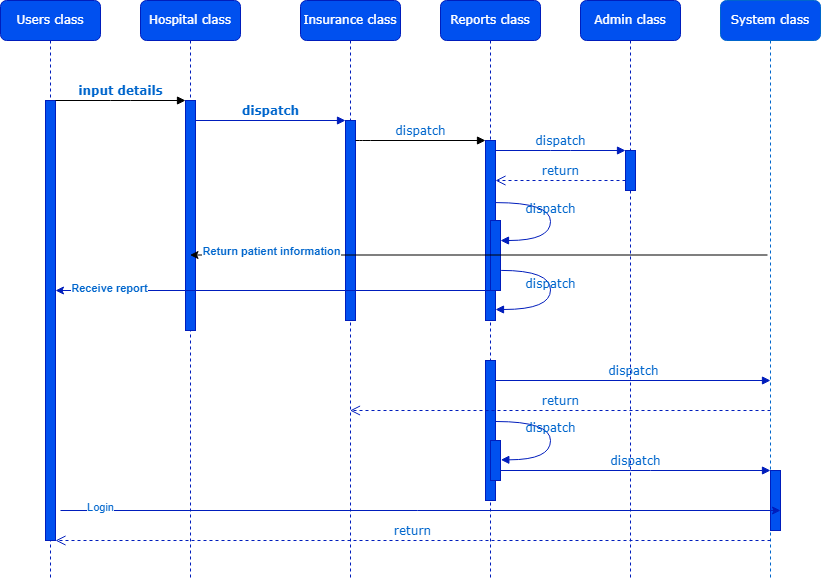 Users class
Hospital class
Insurance class
Reports class
Admin class
System class
input details
dispatch
dispatch
dispatch
return
dispatch
Return patient information
dispatch
Receive report
dispatch
return
dispatch
dispatch
Login
return